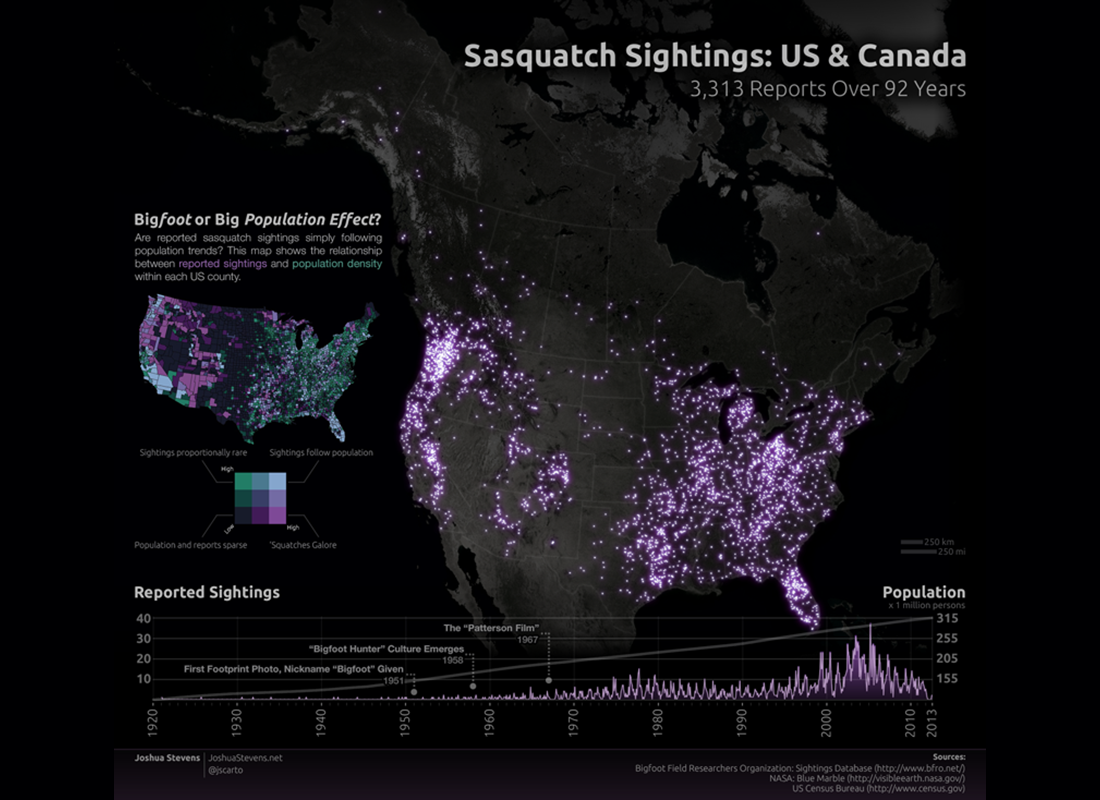 Sasquatch Sightings: US & Canada
3,313 Reports Over 92 Years
Bigfoot or Big Population Effect?
Are reported sasquatch sightings simply following
population trends? This map shows the relationship
between reported sightings and population density
within each US county.
Sightings proportionally rare
Sightings follow population
High
Low
High
Population and reports sparse
'Squatches Galore
250 km
250 mi
Reported Sightings
Population
x 1 million persons
40
30
20
10
315
255
205
155
The "Patterson Film"
1967
"Bigfoot Hunter" Culture Emerges
1958
First Footprint Photo, Nickname "Bigfoot" Given
1951
1920
1930
1940
1950
1960
1970
1980
1990
2000
2010
2013
Joshua Stevens
JoshuaStevens.net
@jscarto
Sources:
Bigfoot Field Researchers Organization: Sightings Database (http://www.bfro.net/)
NASA: Blue Marble (http://visibleearth.nasa.gov/)
US Census Bureau (http://www.census.gov)